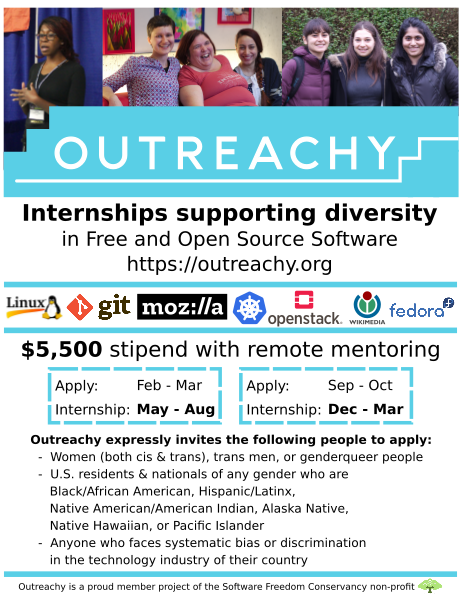 OUTREACHY
Internships supporting diversity
in Free and Open Source Software
https://outreachy.org
Linux git moz://a openstack. WIKIMEDIA fedora
$5,500 stipend with remote mentoring
Apply: Feb - Mar
Internship: May - Aug
Apply: Sep - Oct
Internship: Dec - Mar
Outreachy expressly invites the following people to apply:
- Women (both cis & trans), trans men, or genderqueer people
- U.S. residents & nationals of any gender who are
Black/African American, Hispanic/Latinx,
Native American/American Indian, Alaska Native,
Native Hawaiian, or Pacific Islander
- Anyone who faces systematic bias or discrimination
in the technology industry of their country
Outreachy is a proud member project of the Software Freedom Conservancy non-profit